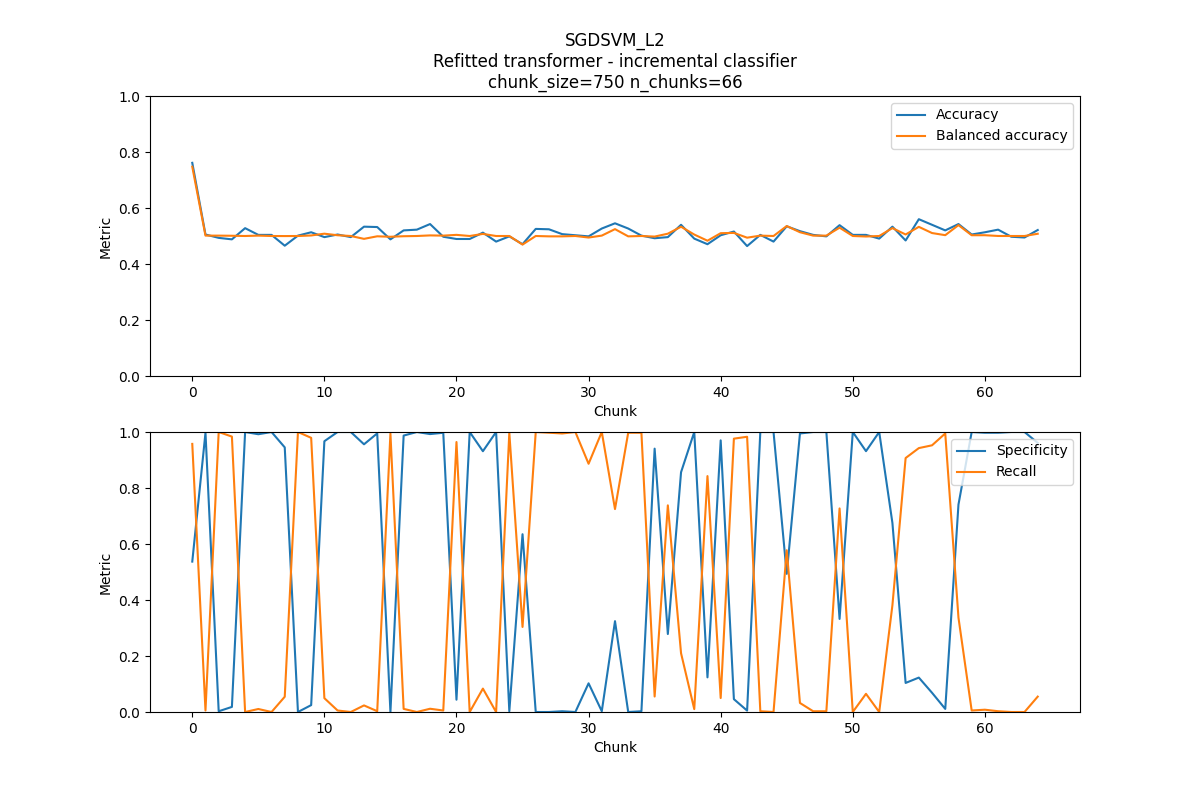 SGDSVM_L2
Refitted transformer - incremental classifier
chunk_size=750 n_chunks=66
1.0
0.8
0.6
0.4
0.2
0.0
Metric
Accuracy
Balanced accuracy
0 10 20 30 40 50 60
Chunk
1.0
0.8
0.6
0.4
0.2
0.0
Metric
Specificity
Recall
0 10 20 30 40 50 60
Chunk